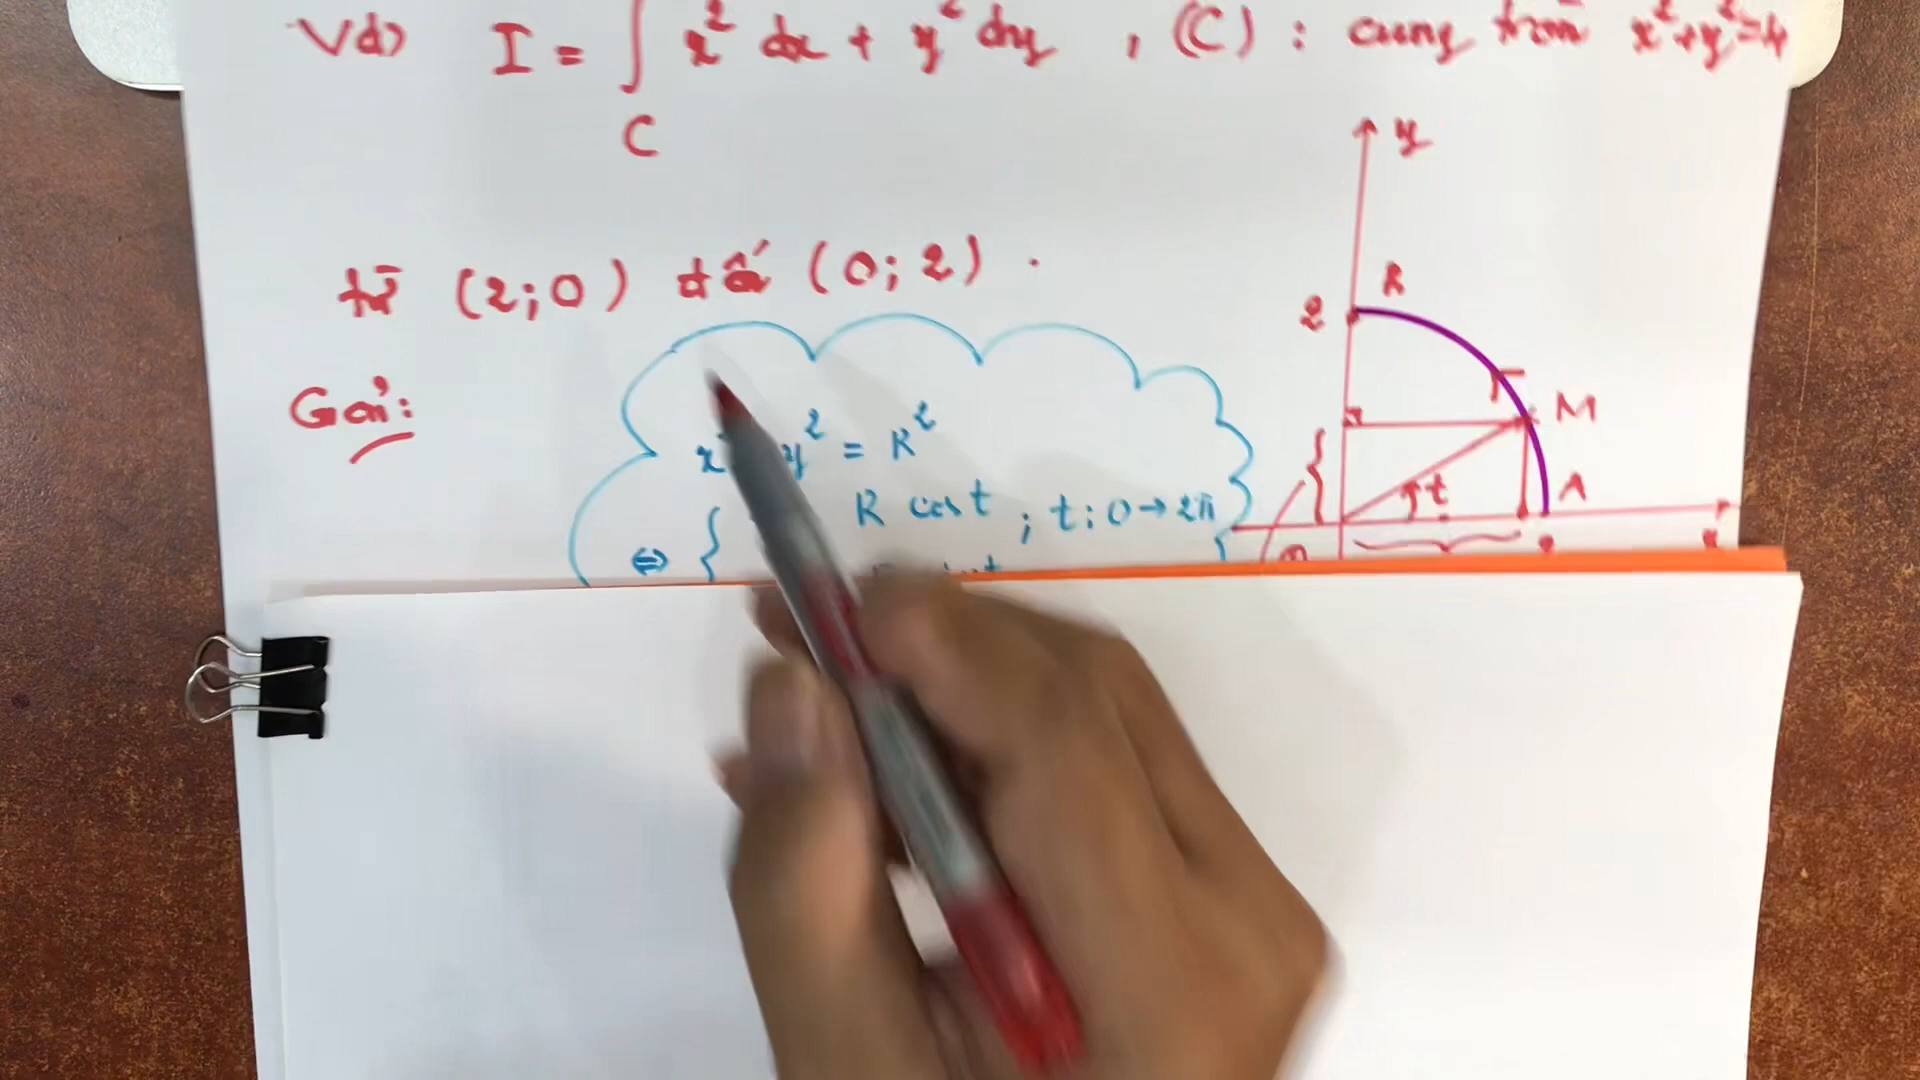 Vd) I = ∫ x² dx + y² dy , (C) : cung tròn x² + y² = 4
C
từ (2;0) tới (0;2) .
Giải:
x² y² = R²
R cos t ; t : 0 → 2π
⇔ {
y
2
M
t
A
x